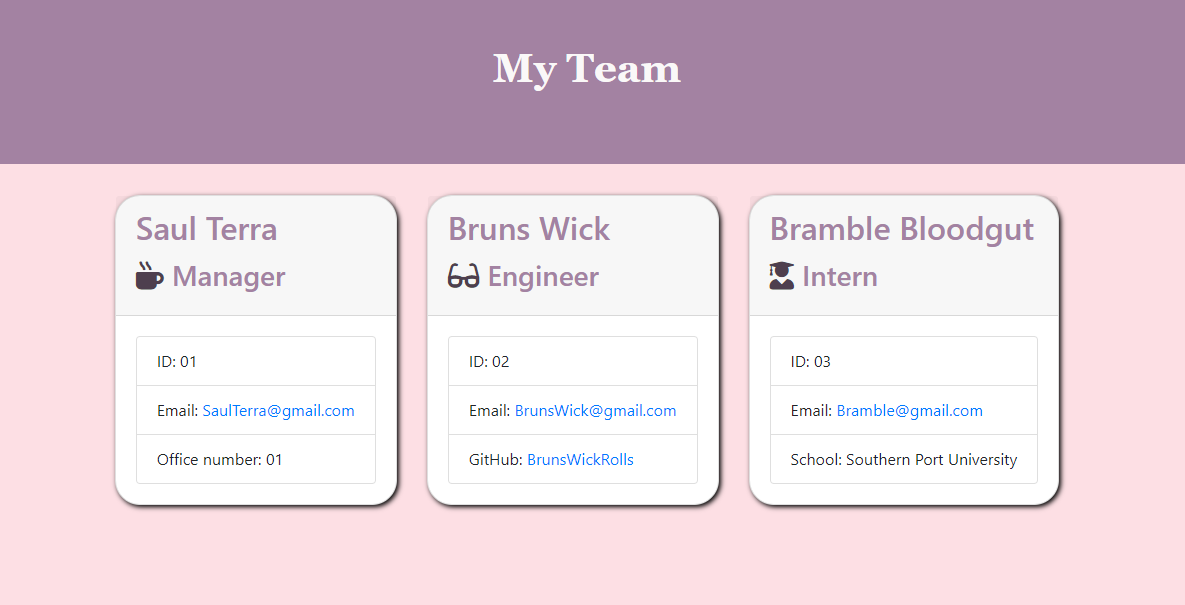 My Team
Saul Terra
Manager
ID: 01
Email: SaulTerra@gmail.com
Office number: 01
Bruns Wick
Engineer
ID: 02
Email: BrunsWick@gmail.com
GitHub: BrunsWickRolls
Bramble Bloodgut
Intern
ID: 03
Email: Bramble@gmail.com
School: Southern Port University